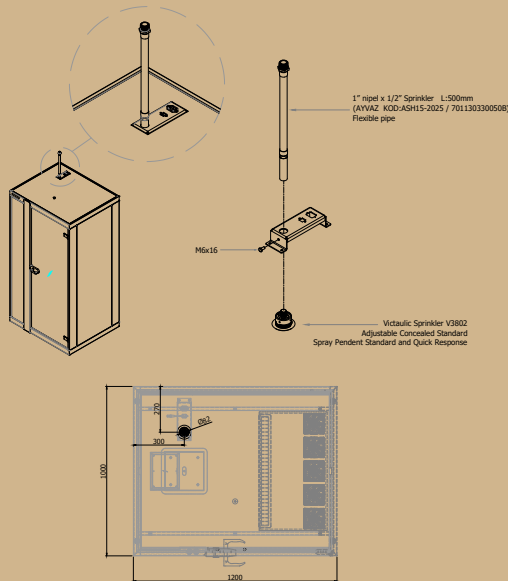 1" nipel x 1/2" Sprinkler L:500mm
(AYVAZ KOD:ASH15-2025 / 701130330050B)
Flexible pipe
M6x16
Victaulic Sprinkler V3802
Adjustable Concealed Standard
Spray Pendent Standard and Quick Response
270
Ø62
300
1000
1200